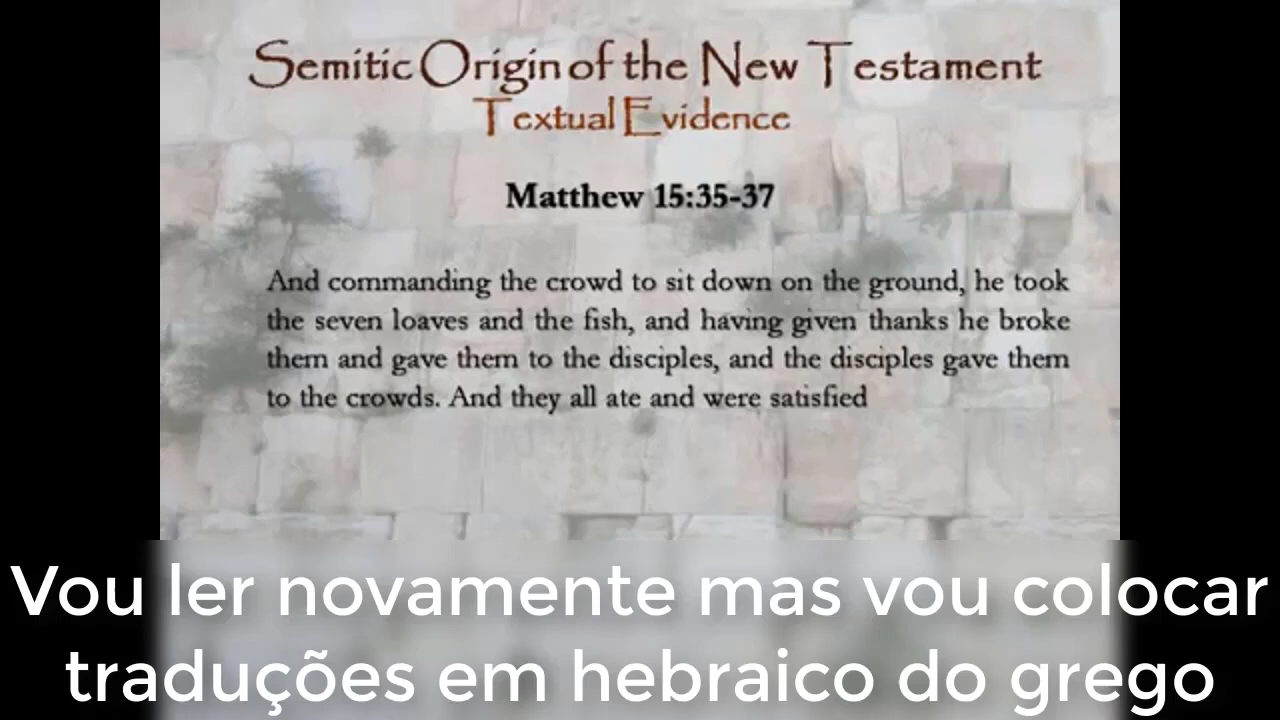 Semitic Origin of the New Testament
Textual Evidence
Matthew 15:35-37
And commanding the crowd to sit down on the ground, he took
the seven loaves and the fish, and having given thanks he broke
them and gave them to the disciples, and the disciples gave them
to the crowds. And they all ate and were satisfied
Vou ler novamente mas vou colocar
traduções em hebraico do grego